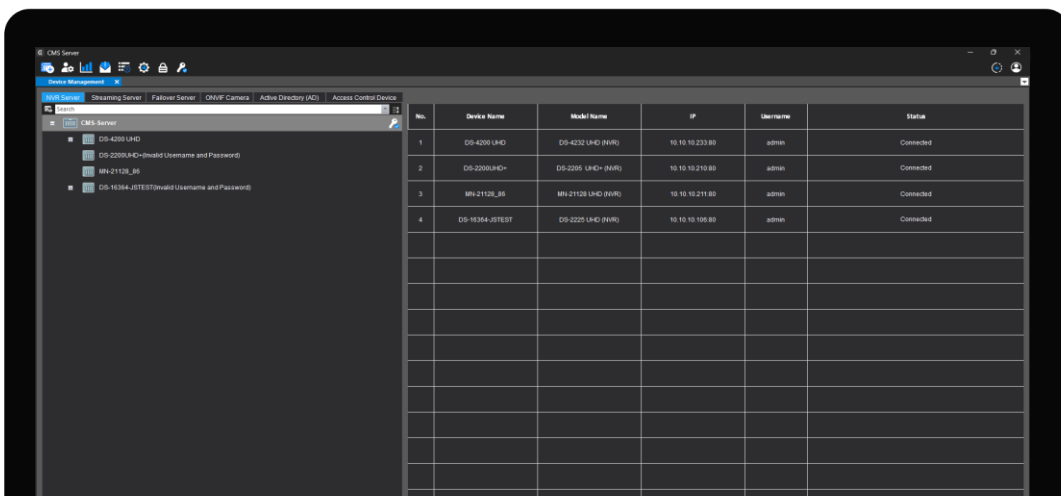 CMS Server
Device Management X
NVR Server Streaming Server Failover Server ONVIF Camera Active Directory (AD) Access Control Device
Search
CMS-Server
DS-4200 UHD
DS-2200UHD+(Invalid Username and Password)
MN-21128_86
DS-16364-JSTEST(Invalid Username and Password)
No. Device Name Model Name IP Username Status
1 DS-4200 UHD DS-4232 UHD (NVR) 10.10.10.233:80 admin Connected
2 DS-2200UHD+ DS-2205 UHD+ (NVR) 10.10.10.210:80 admin Connected
3 MN-21128_86 MN-21128 UHD (NVR) 10.10.10.211:80 admin Connected
4 DS-16364-JSTEST DS-2225 UHD (NVR) 10.10.10.106:80 admin Connected